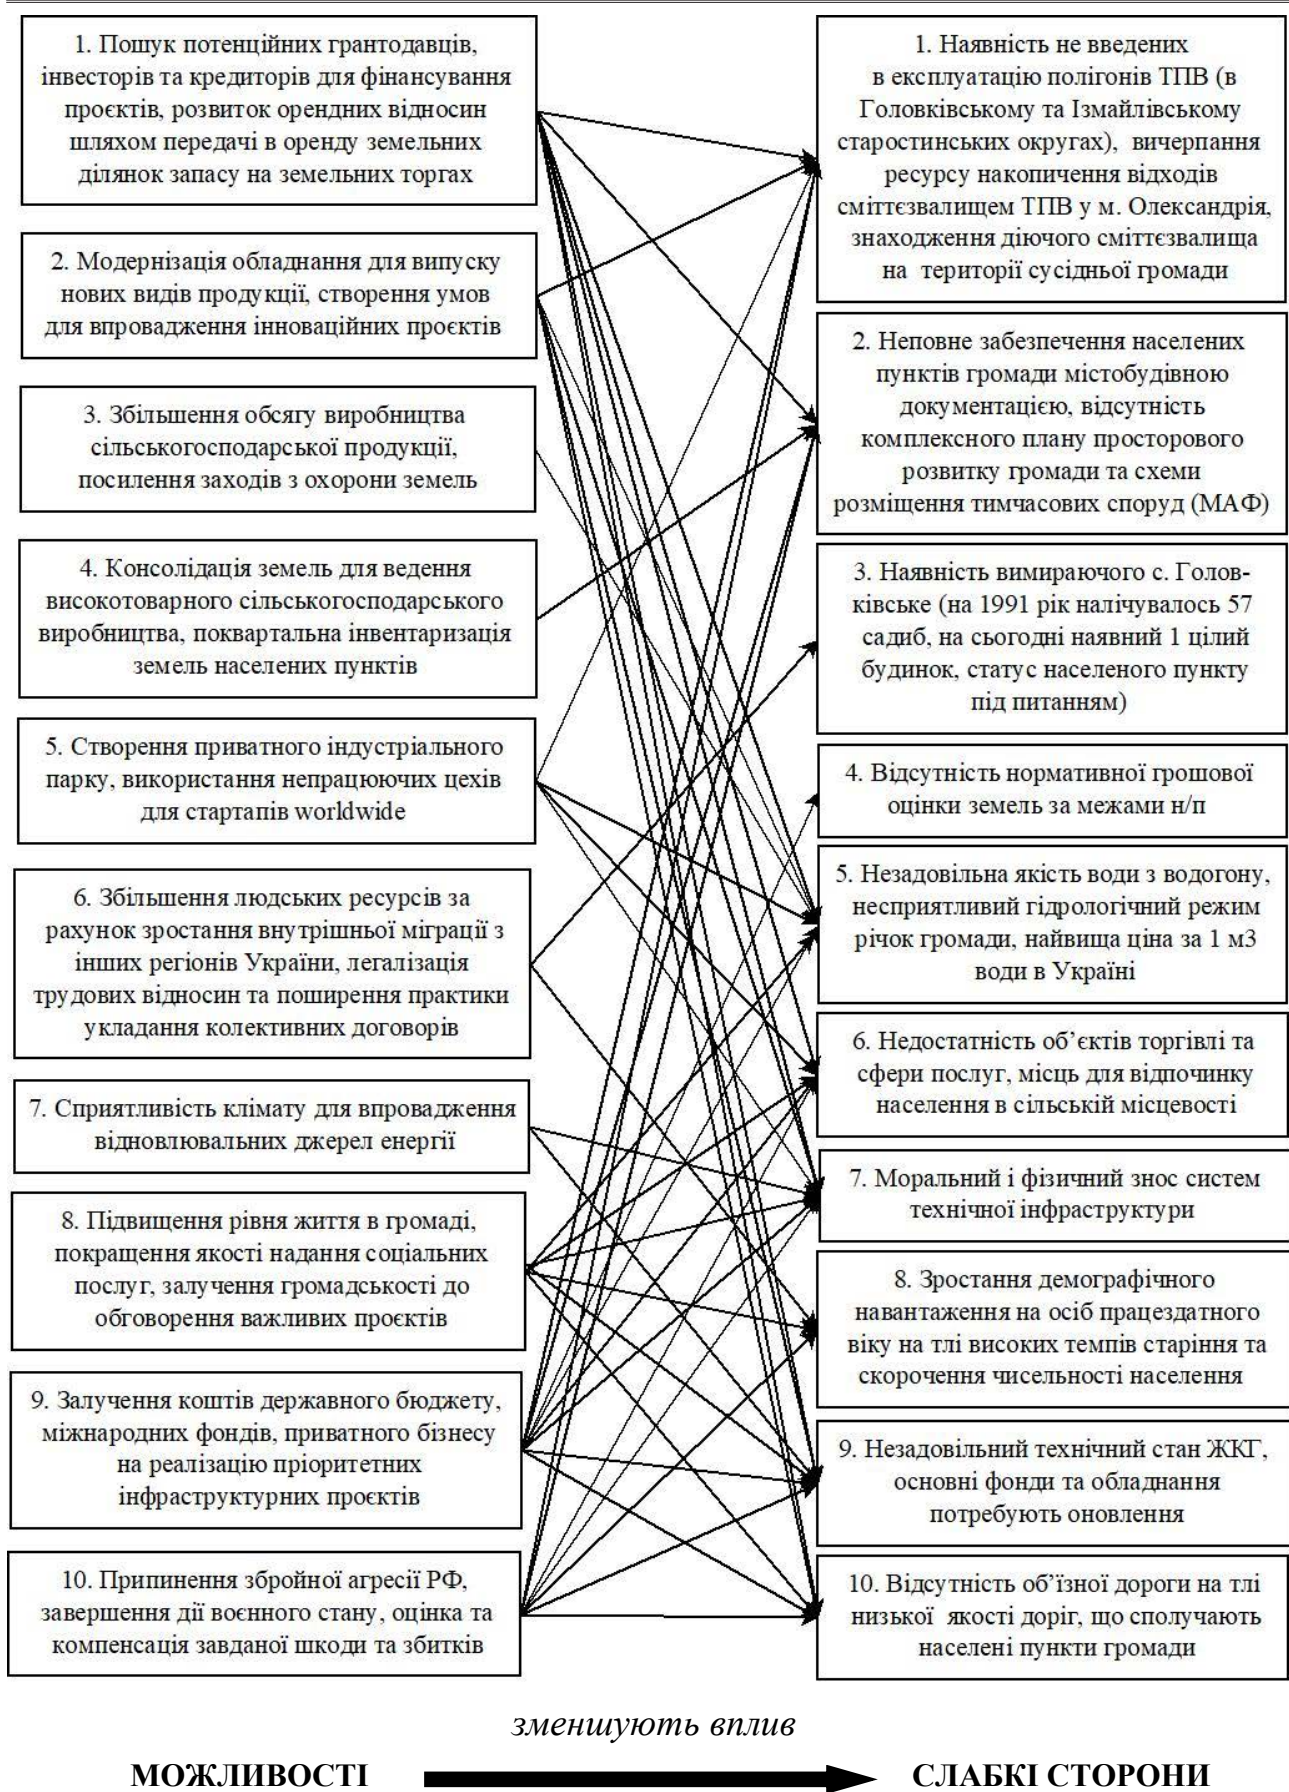 1. Пошук потенційних грантодавців,
інвесторів та кредиторів для фінансування
проєктів, розвиток орендних відносин
шляхом передачі в оренду земельних
ділянок запасу на земельних торгах
2. Модернізація обладнання для випуску
нових видів продукції, створення умов
для впровадження інноваційних проєктів
3. Збільшення обсягу виробництва
сільськогосподарської продукції,
посилення заходів з охорони земель
4. Консолідація земель для ведення
високотоварного сільськогосподарського
виробництва, поквартальна інвентаризація
земель населених пунктів
5. Створення приватного індустріального
парку, використання непрацюючих цехів
для стартапів worldwide
6. Збільшення людських ресурсів за
рахунок зростання внутрішньої міграції з
інших регіонів України, легалізація
трудових відносин та поширення практики
укладання колективних договорів
7. Сприятливість клімату для впровадження
відновлювальних джерел енергії
8. Підвищення рівня життя в громаді,
покращення якості надання соціальних
послуг, залучення громадськості до
обговорення важливих проєктів
9. Залучення коштів державного бюджету,
міжнародних фондів, приватного бізнесу
на реалізацію пріоритетних
інфраструктурних проєктів
10. Припинення збройної агресії РФ,
завершення дії воєнного стану, оцінка та
компенсація завданої шкоди та збитків
1. Наявність не введених
в експлуатацію полігонів ТПВ (в
Головківському та Ізмайлівському
старостинських округах), вичерпання
ресурсу накопичення відходів
сміттєзвалищем ТПВ у м. Олександрія,
знаходження діючого сміттєзвалища
на території сусідньої громади
2. Неповне забезпечення населених
пунктів громади містобудівною
документацією, відсутність
комплексного плану просторового
розвитку громади та схеми
розміщення тимчасових споруд (МАФ)
3. Наявність вимираючого с. Голов-
ківське (на 1991 рік налічувалось 57
садиб, на сьогодні наявний 1 цілий
будинок, статус населеного пункту
під питанням)
4. Відсутність нормативної грошової
оцінки земель за межами н/п
5. Незадовільна якість води з водогону,
несприятливий гідрологічний режим
річок громади, найвища ціна за 1 м3
води в Україні
6. Недостатність об’єктів торгівлі та
сфери послуг, місць для відпочинку
населення в сільській місцевості
7. Моральний і фізичний знос систем
технічної інфраструктури
8. Зростання демографічного
навантаження на осіб працездатного
віку на тлі високих темпів старіння та
скорочення чисельності населення
9. Незадовільний технічний стан ЖКГ,
основні фонди та обладнання
потребують оновлення
10. Відсутність об’їзної дороги на тлі
низької якості доріг, що сполучають
населені пункти громади
зменшують вплив
МОЖЛИВОСТІ СЛАБКІ СТОРОНИ